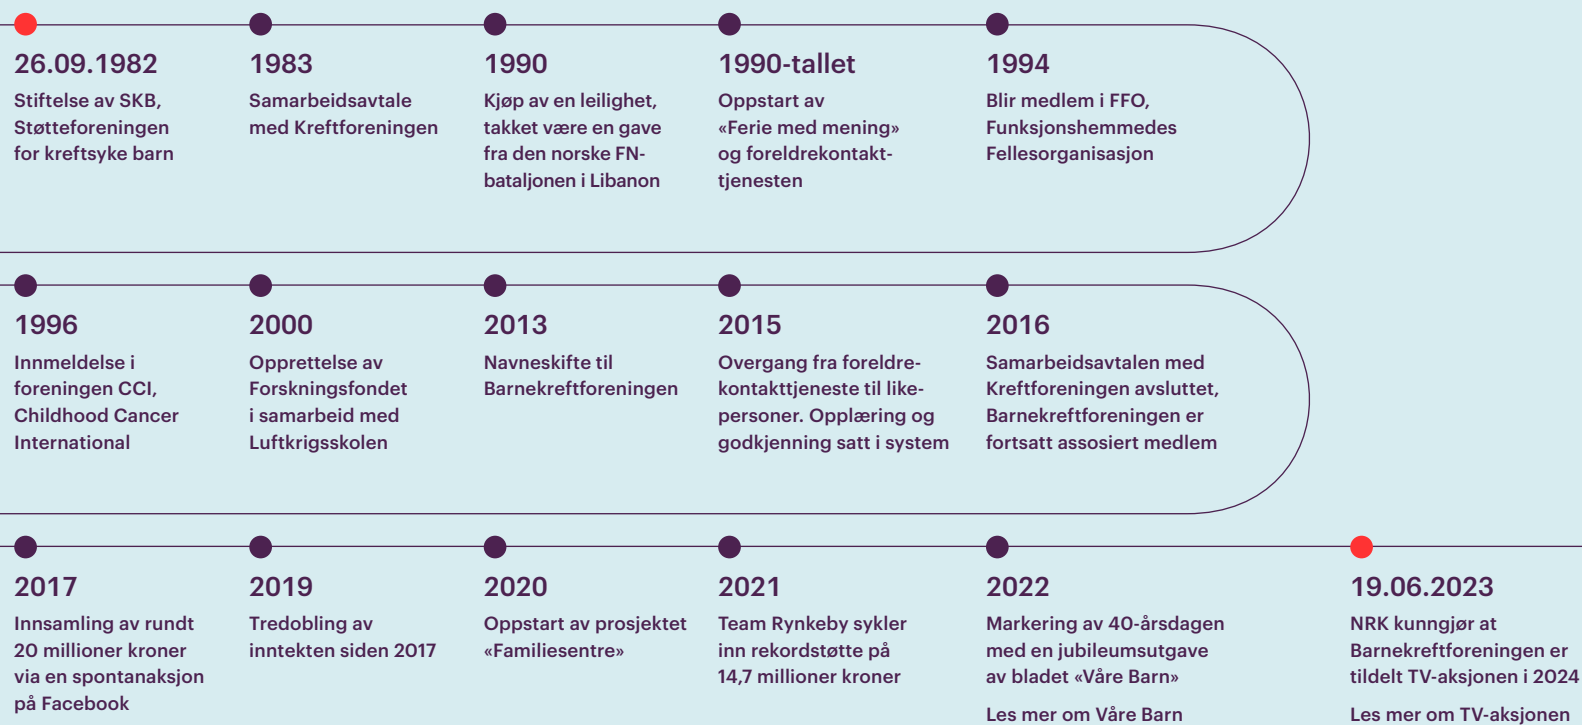 26.09.1982
Stiftelse av SKB,
Støtteforeningen
for kreftsyke barn
1983
Samarbeidsavtale
med Kreftforeningen
1990
Kjøp av en leilighet,
takket være en gave
fra den norske FN-
bataljonen i Libanon
1990-tallet
Oppstart av
«Ferie med mening»
og foreldrekontakt-
tjenesten
1994
Blir medlem i FFO,
Funksjonshemmedes
Fellesorganisasjon
1996
Innmeldelse i
foreningen CCI,
Childhood Cancer
International
2000
Opprettelse av
Forskningsfondet
i samarbeid med
Luftkrigsskolen
2013
Navneskifte til
Barnekreftforeningen
2015
Overgang fra foreldre-
kontakttjeneste til like-
personer. Opplæring og
godkjenning satt i system
2016
Samarbeidsavtalen med
Kreftforeningen avsluttet,
Barnekreftforeningen er
fortsatt assosiert medlem
2017
Innsamling av rundt
20 millioner kroner
via en spontanaksjon
på Facebook
2019
Tredobling av
inntekten siden 2017
2020
Oppstart av prosjektet
«Familiesentre»
2021
Team Rynkeby sykler
inn rekordstøtte på
14,7 millioner kroner
2022
Markering av 40-årsdagen
med en jubileumsutgave
av bladet «Våre Barn»
Les mer om Våre Barn
19.06.2023
NRK kunngjør at
Barnekreftforeningen er
tildelt TV-aksjonen i 2024
Les mer om TV-aksjonen